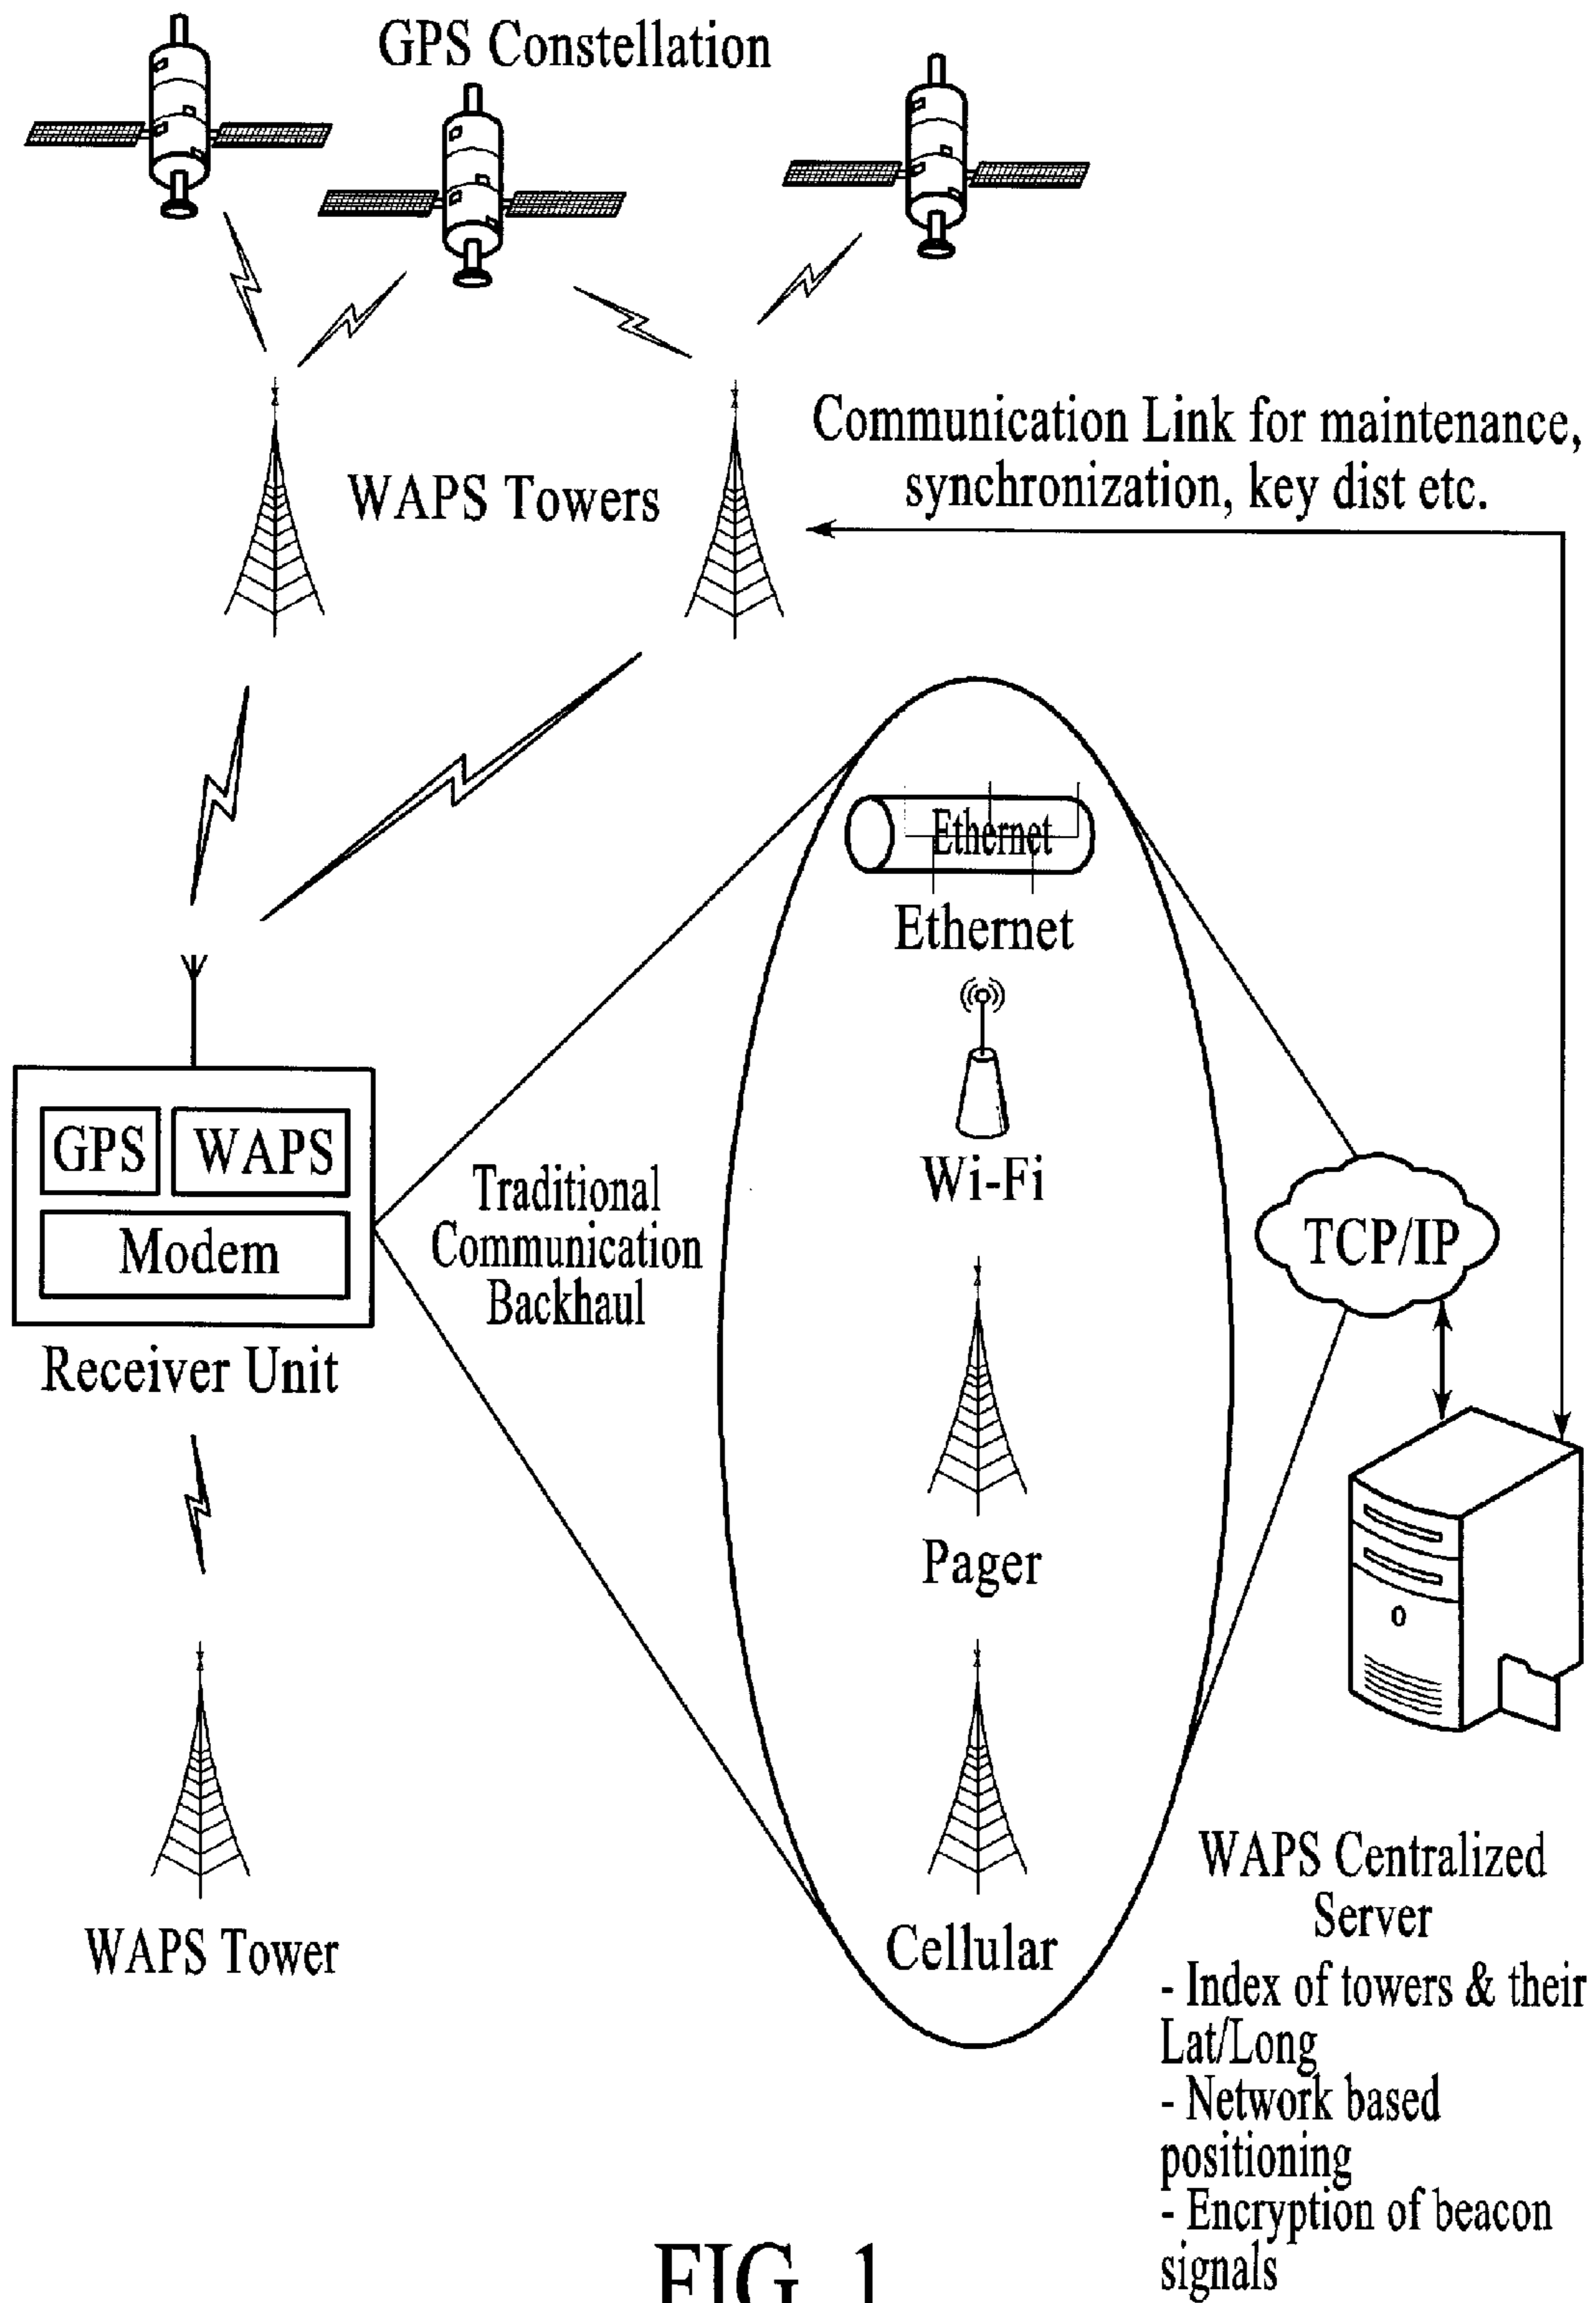 GPS Constellation
Communication Link for maintenance,
synchronization, key dist etc.
WAPS Towers
Ethernet
Ethernet
GPS
WAPS
Modem
Receiver Unit
Traditional
Communication
Backhaul
Wi-Fi
TCP/IP
Pager
Cellular
WAPS Tower
WAPS Centralized
Server
- Index of towers & their
Lat/Long
- Network based
positioning
- Encryption of beacon
signals
FIG. 1